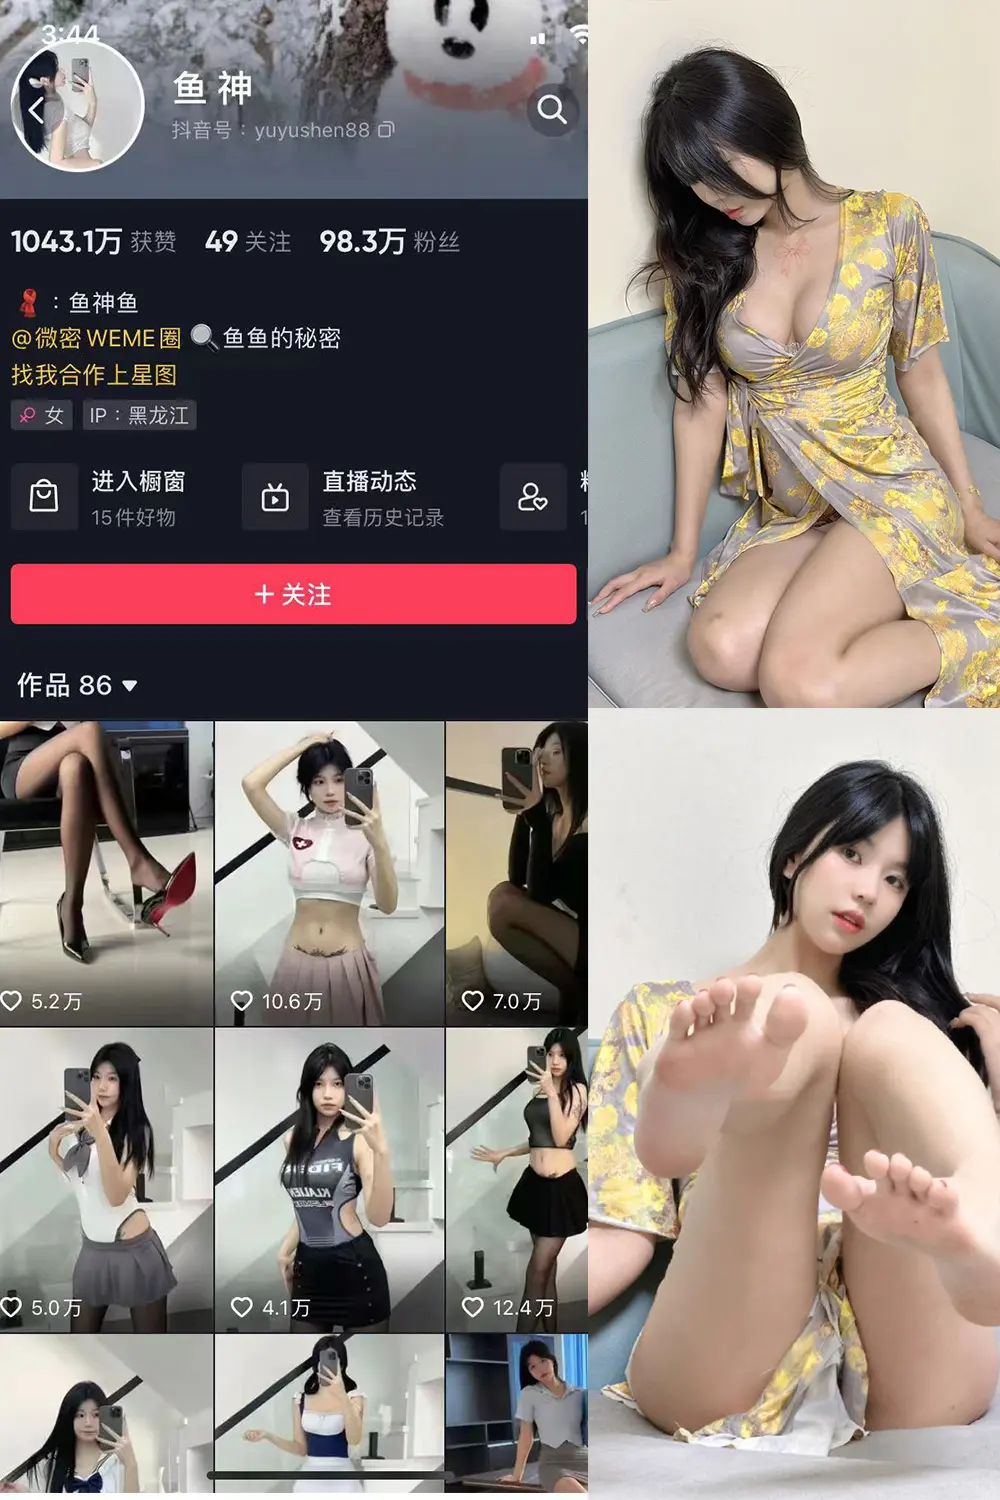 3:44
鱼神
抖音号：yuyushen88
1043.1万 获赞 49 关注 98.3万 粉丝
：鱼神鱼
@微密 WEME圈 鱼鱼的秘密
找我合作上星图
女 IP：黑龙江
进入橱窗
15件好物
直播动态
查看历史记录
+ 关注
作品 86
5.2万
10.6万
7.0万
5.0万
4.1万
12.4万